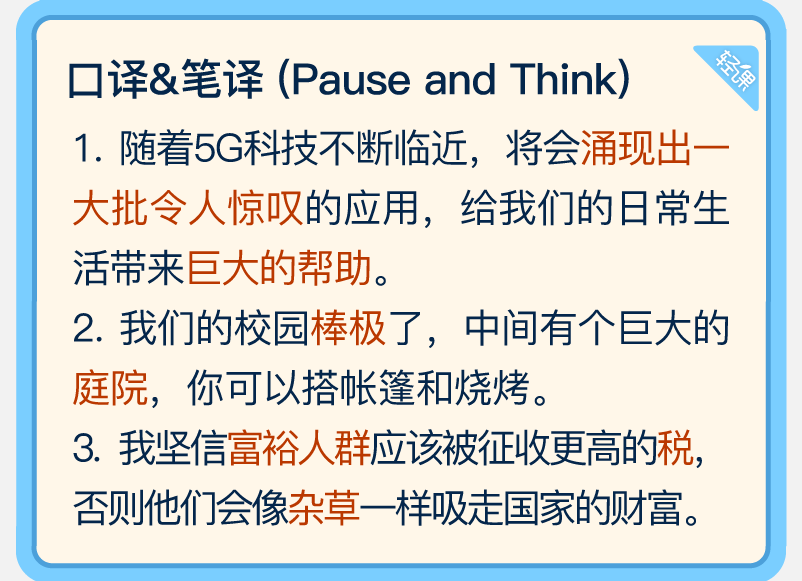 口译&笔译 (Pause and Think)
轻课
1. 随着5G科技不断临近，将会涌现出一
大批令人惊叹的应用，给我们的日常生
活带来巨大的帮助。
2. 我们的校园棒极了，中间有个巨大的
庭院，你可以搭帐篷和烧烤。
3. 我坚信富裕人群应该被征收更高的税，
否则他们会像杂草一样吸走国家的财富。